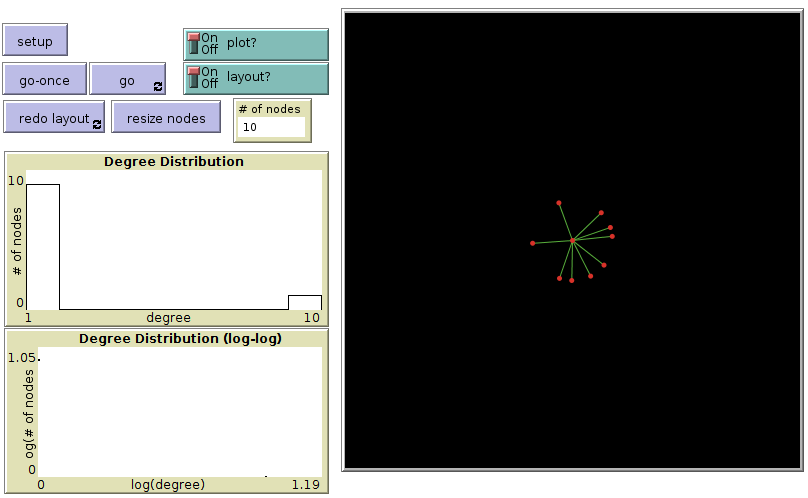 setup
On
Off
plot?
go-once
go
On
Off
layout?
redo layout
resize nodes
# of nodes
10
Degree Distribution
10
# of nodes
0
1
degree
10
Degree Distribution (log-log)
1.05
og(# of nodes
0
0
log(degree)
1.19